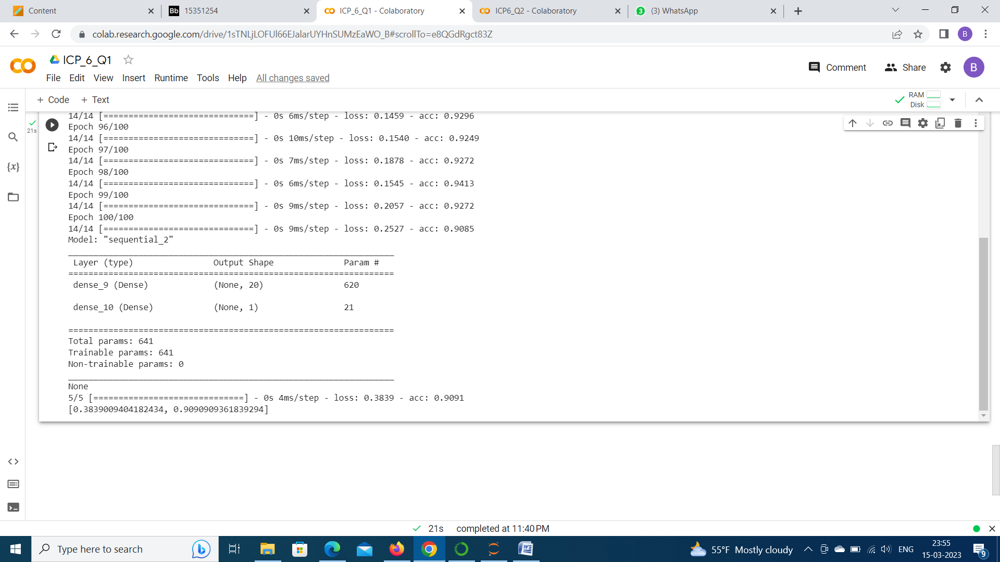 Content
Bb 15351254
ICP_6_Q1 - Colaboratory
ICP6_Q2 - Colaboratory
3 (3) WhatsApp
colab.research.google.com/drive/1sTNLjLOFUl66EJalarUYHnSUMzEaWO_B#scrollTo=e8QGdRgct83Z
B
ICP_6_Q1
Comment
Share
B
File Edit View Insert Runtime Tools Help All changes saved
+ Code + Text
RAM
Disk
21s
{x}
14/14 [==============================] - 0s 6ms/step - loss: 0.1459 - acc: 0.9296
Epoch 96/100
14/14 [==============================] - 0s 10ms/step - loss: 0.1540 - acc: 0.9249
Epoch 97/100
14/14 [==============================] - 0s 7ms/step - loss: 0.1878 - acc: 0.9272
Epoch 98/100
14/14 [==============================] - 0s 6ms/step - loss: 0.1545 - acc: 0.9413
Epoch 99/100
14/14 [==============================] - 0s 9ms/step - loss: 0.2057 - acc: 0.9272
Epoch 100/100
14/14 [==============================] - 0s 9ms/step - loss: 0.2527 - acc: 0.9085
Model: "sequential_2"
_________________________________________________________________
Layer (type) Output Shape Param #
=================================================================
dense_9 (Dense) (None, 20) 620
dense_10 (Dense) (None, 1) 21
=================================================================
Total params: 641
Trainable params: 641
Non-trainable params: 0
_________________________________________________________________
None
5/5 [==============================] - 0s 4ms/step - loss: 0.3839 - acc: 0.9091
[0.3839009404182434, 0.9090909361839294]
21s completed at 11:40 PM
Type here to search
55°F Mostly cloudy
ENG
23:55
15-03-2023
9